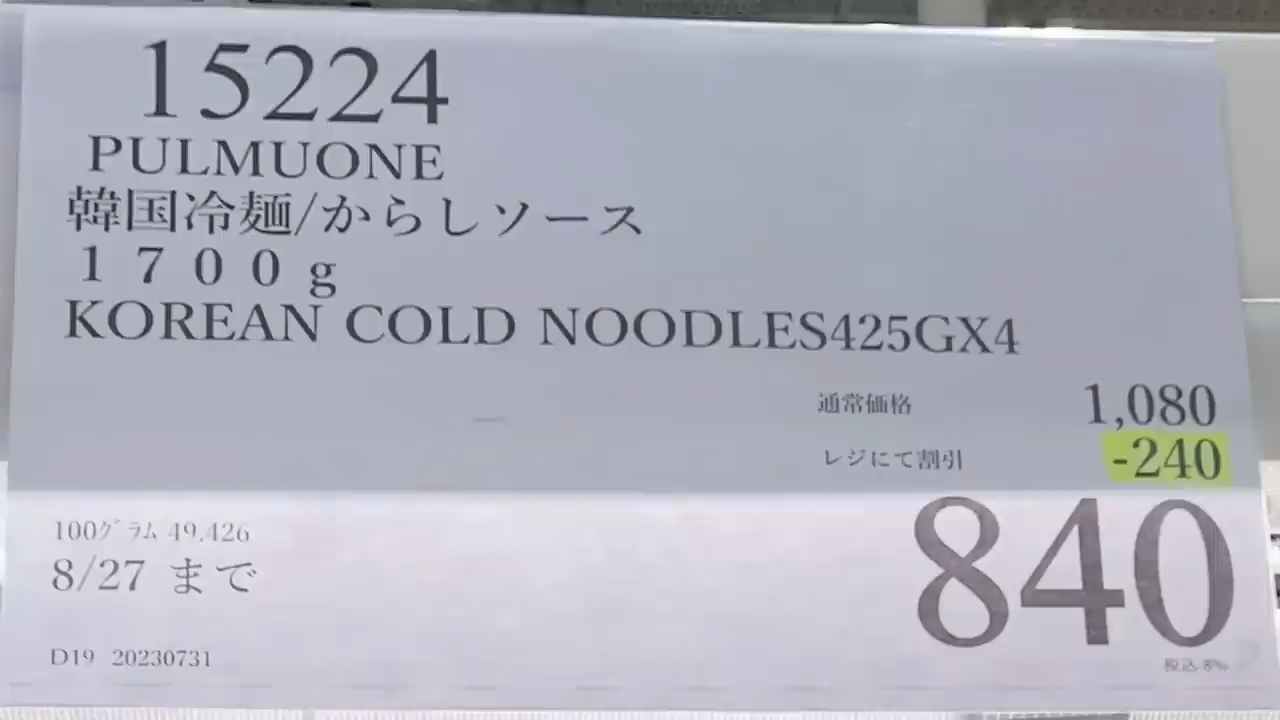 15224
PULMUONE
韓国冷麺/からしソース
１７００ｇ
KOREAN COLD NOODLES425GX4
通常価格 1,080
レジにて割引 -240
840
100ｸﾞﾗﾑ 49.426
8/27 まで
D19 20230731
税込 8%